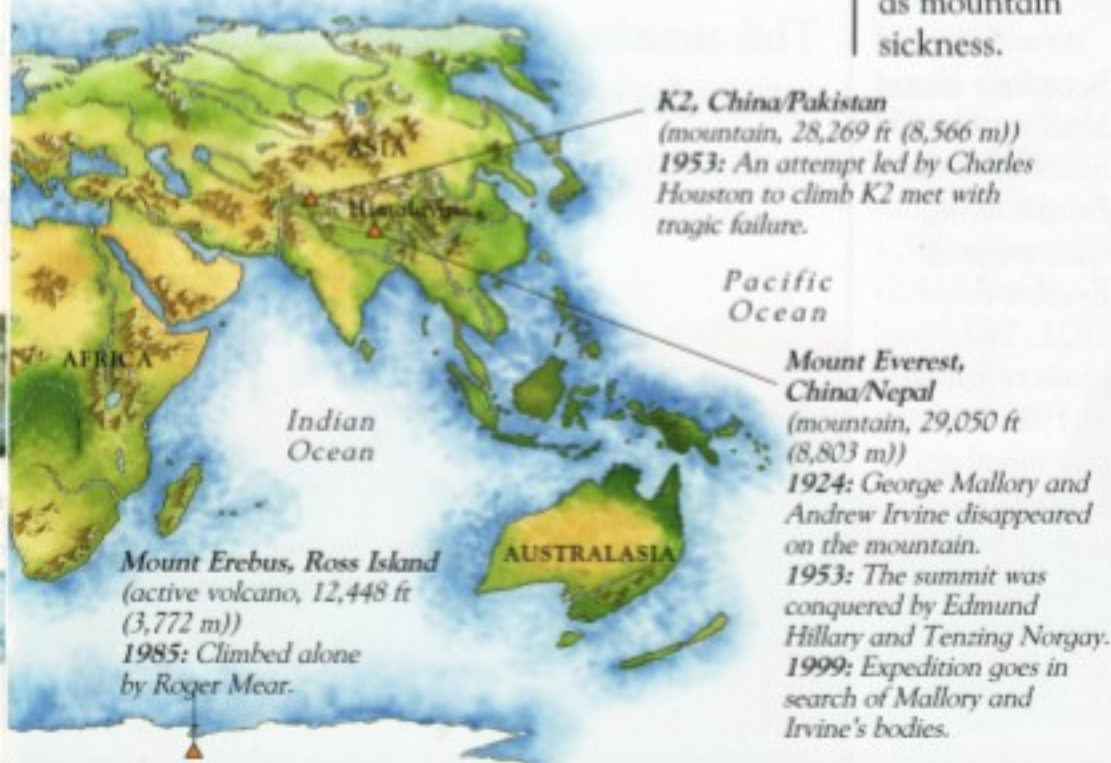 as mountain
sickness.
K2, China/Pakistan
(mountain, 28,269 ft (8,566 m))
1953: An attempt led by Charles
Houston to climb K2 met with
tragic failure.
ASIA
Himalayas
Pacific
Ocean
AFRICA
Indian
Ocean
Mount Everest,
China/Nepal
(mountain, 29,050 ft
(8,803 m))
1924: George Mallory and
Andrew Irvine disappeared
on the mountain.
1953: The summit was
conquered by Edmund
Hillary and Tenzing Norgay.
1999: Expedition goes in
search of Mallory and
Irvine's bodies.
AUSTRALASIA
Mount Erebus, Ross Island
(active volcano, 12,448 ft
(3,772 m))
1985: Climbed alone
by Roger Mear.